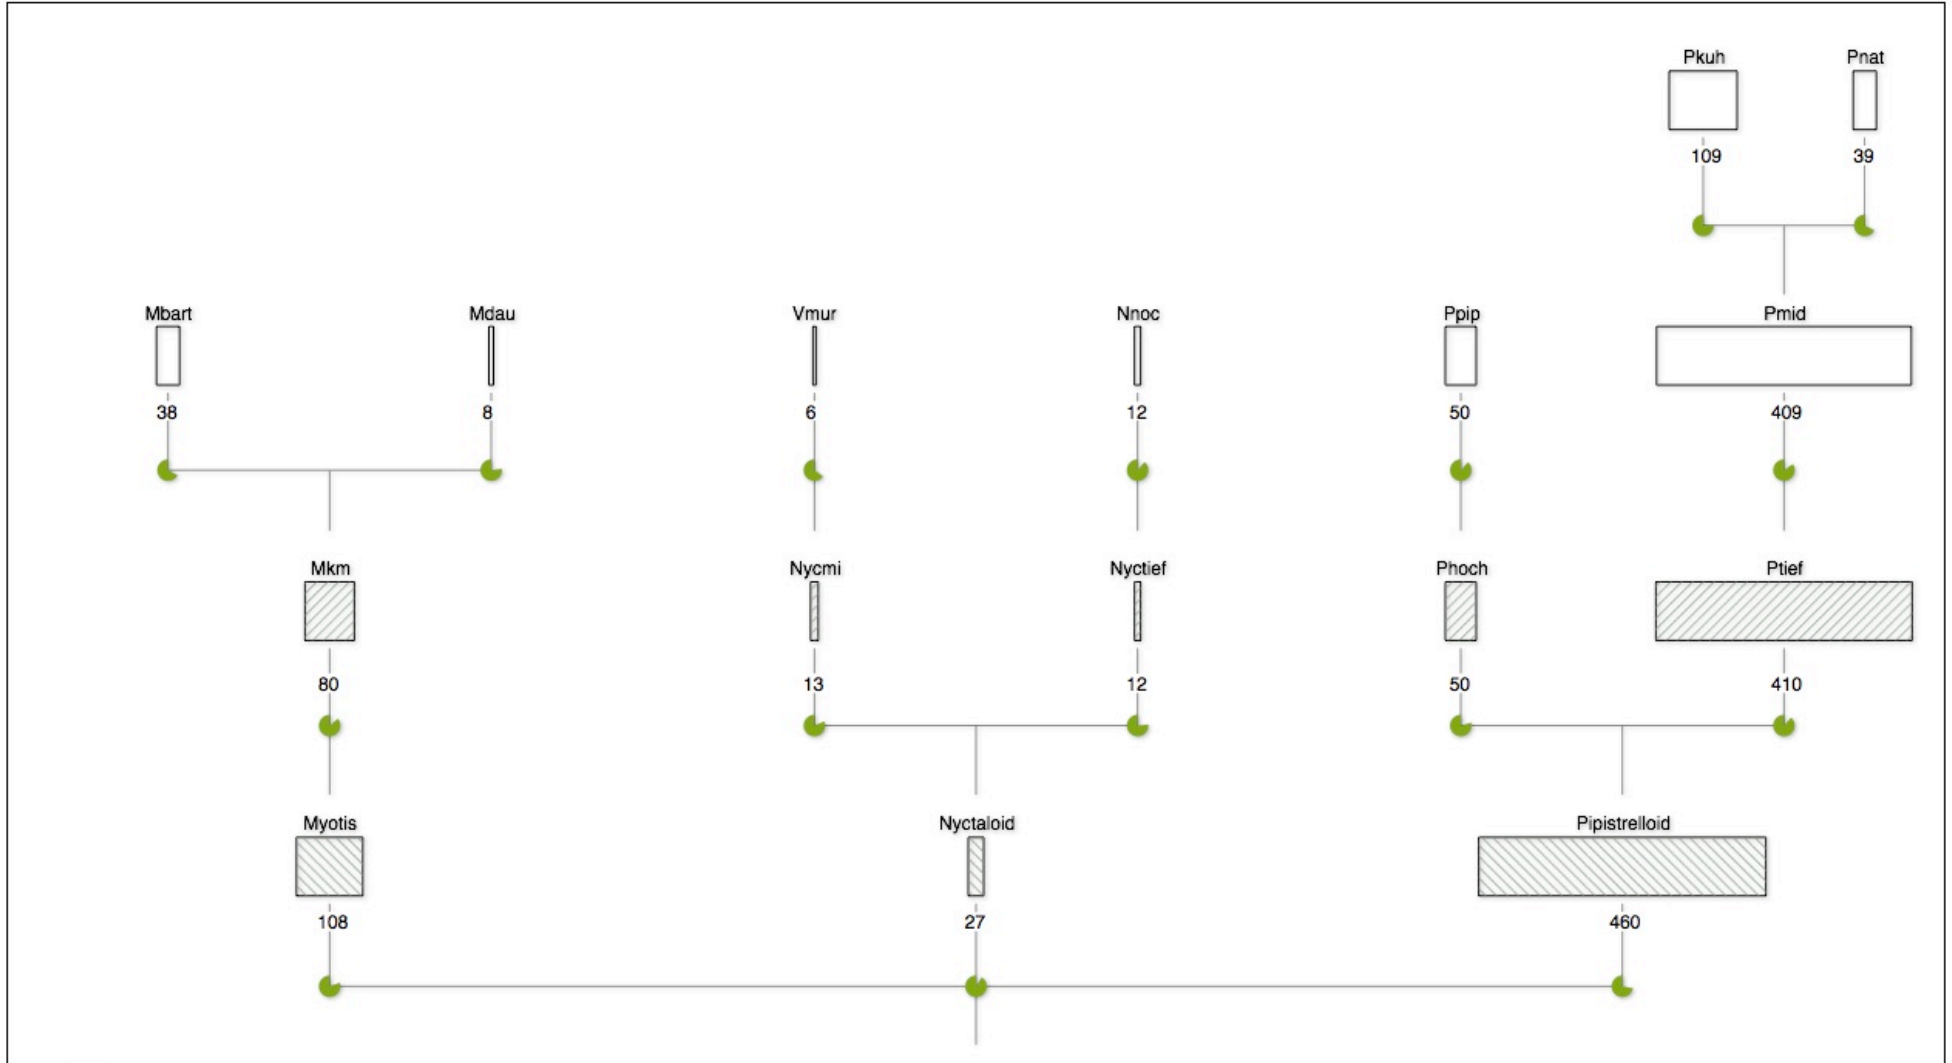 Pkuh Pnat
109 39
Mbart Mdau Vmur Nnoc Ppip Pmid
38 8 6 12 50 409
Mkm Nycmi Nyctief Phoch Ptief
80 13 12 50 410
Myotis Nyctaloid Pipistrelloid
108 27 460